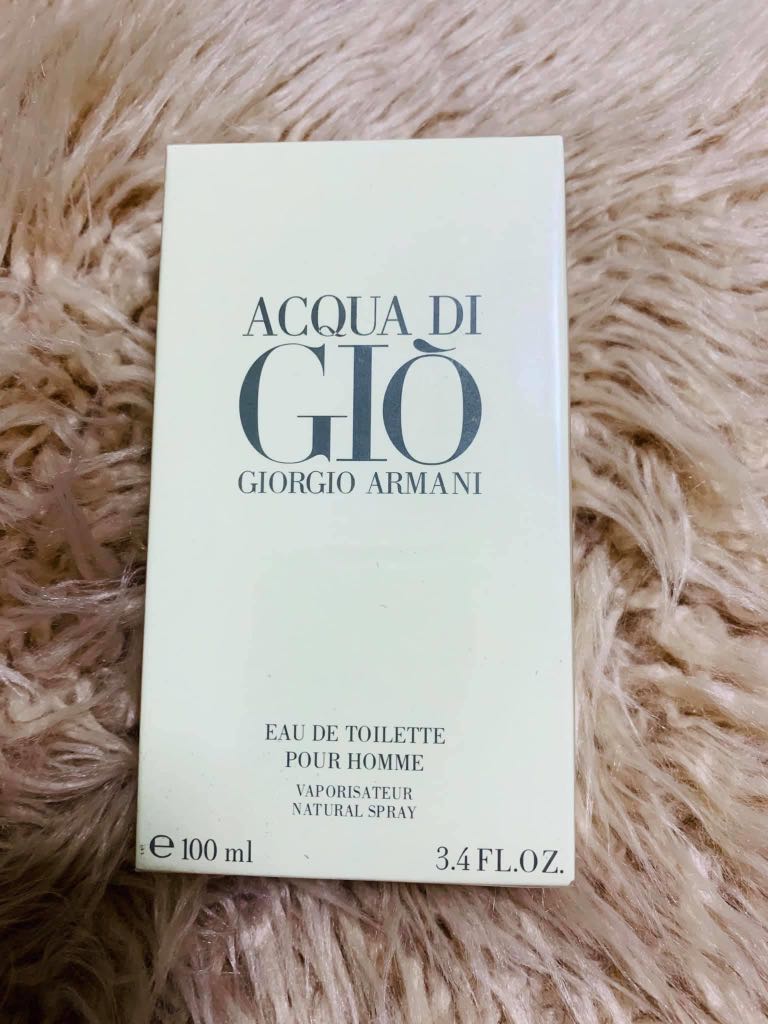 ACQUA DI
GIÒ
GIORGIO ARMANI
EAU DE TOILETTE
POUR HOMME
VAPORISATEUR
NATURAL SPRAY
℮ 100 ml 3.4 FL.OZ.